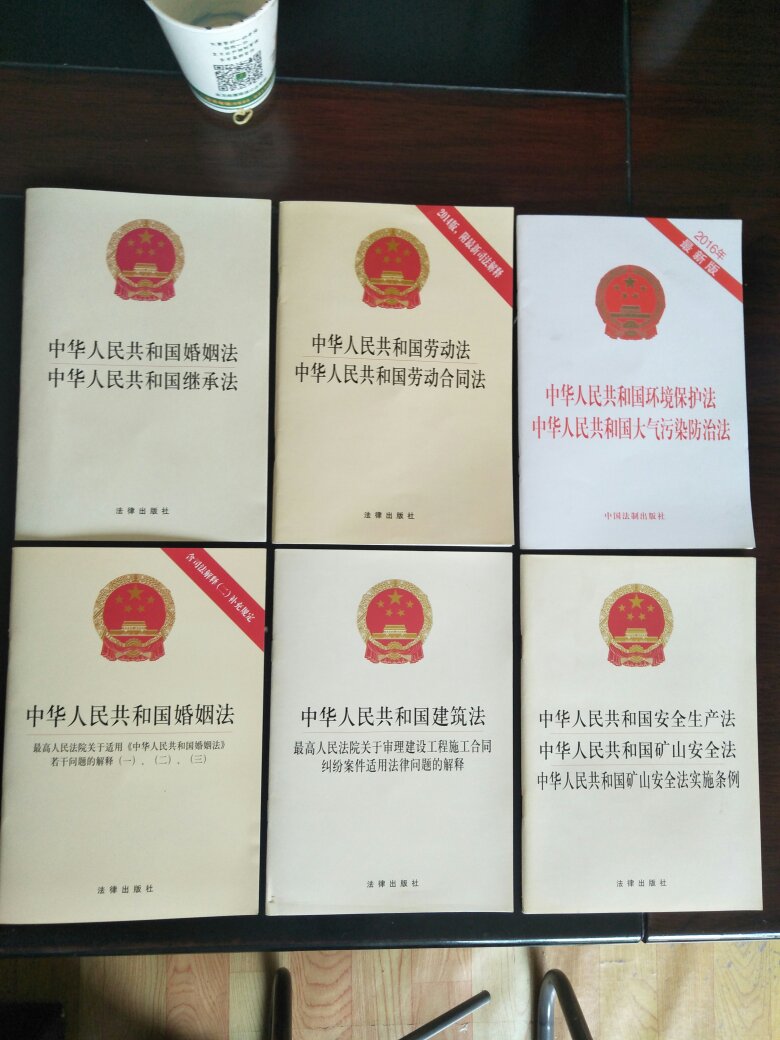 中华人民共和国婚姻法
中华人民共和国继承法
法律出版社
2014版，附最新司法解释
中华人民共和国劳动法
中华人民共和国劳动合同法
法律出版社
2016年
最新版
中华人民共和国环境保护法
中华人民共和国大气污染防治法
中国法制出版社
含司法解释（二）补充规定
中华人民共和国婚姻法
最高人民法院关于适用《中华人民共和国婚姻法》
若干问题的解释（一）、（二）、（三）
法律出版社
中华人民共和国建筑法
最高人民法院关于审理建设工程施工合同
纠纷案件适用法律问题的解释
法律出版社
中华人民共和国安全生产法
中华人民共和国矿山安全法
中华人民共和国矿山安全法实施条例
法律出版社